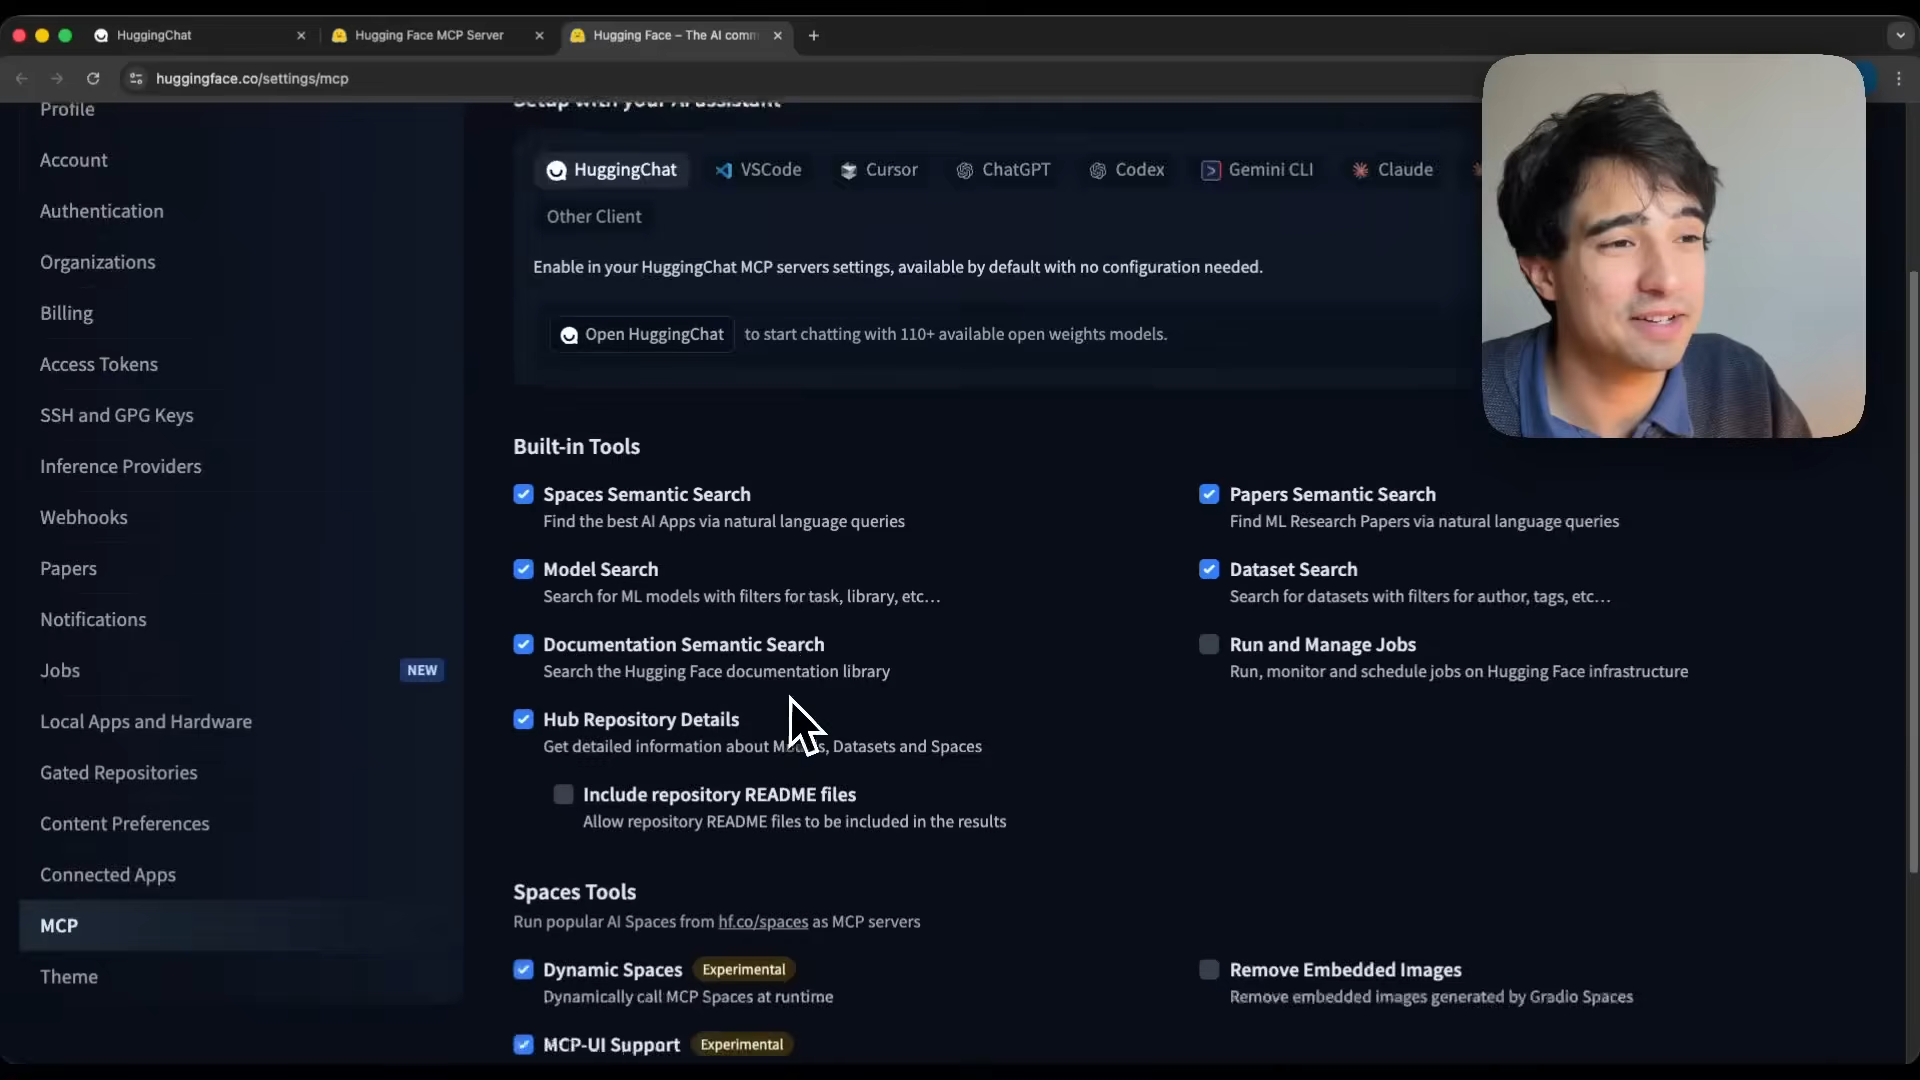 HuggingChat
Hugging Face MCP Server
Hugging Face – The AI comm
huggingface.co/settings/mcp
Profile
Account
Authentication
Organizations
Billing
Access Tokens
SSH and GPG Keys
Inference Providers
Webhooks
Papers
Notifications
Jobs NEW
Local Apps and Hardware
Gated Repositories
Content Preferences
Connected Apps
MCP
Theme
Setup with your AI assistant
HuggingChat VSCode Cursor ChatGPT Codex Gemini CLI Claude
Other Client
Enable in your HuggingChat MCP servers settings, available by default with no configuration needed.
Open HuggingChat to start chatting with 110+ available open weights models.
Built-in Tools
Spaces Semantic Search
Find the best AI Apps via natural language queries
Papers Semantic Search
Find ML Research Papers via natural language queries
Model Search
Search for ML models with filters for task, library, etc…
Dataset Search
Search for datasets with filters for author, tags, etc…
Documentation Semantic Search
Search the Hugging Face documentation library
Run and Manage Jobs
Run, monitor and schedule jobs on Hugging Face infrastructure
Hub Repository Details
Get detailed information about Models, Datasets and Spaces
Include repository README files
Allow repository README files to be included in the results
Spaces Tools
Run popular AI Spaces from hf.co/spaces as MCP servers
Dynamic Spaces Experimental
Dynamically call MCP Spaces at runtime
Remove Embedded Images
Remove embedded images generated by Gradio Spaces
MCP-UI Support Experimental